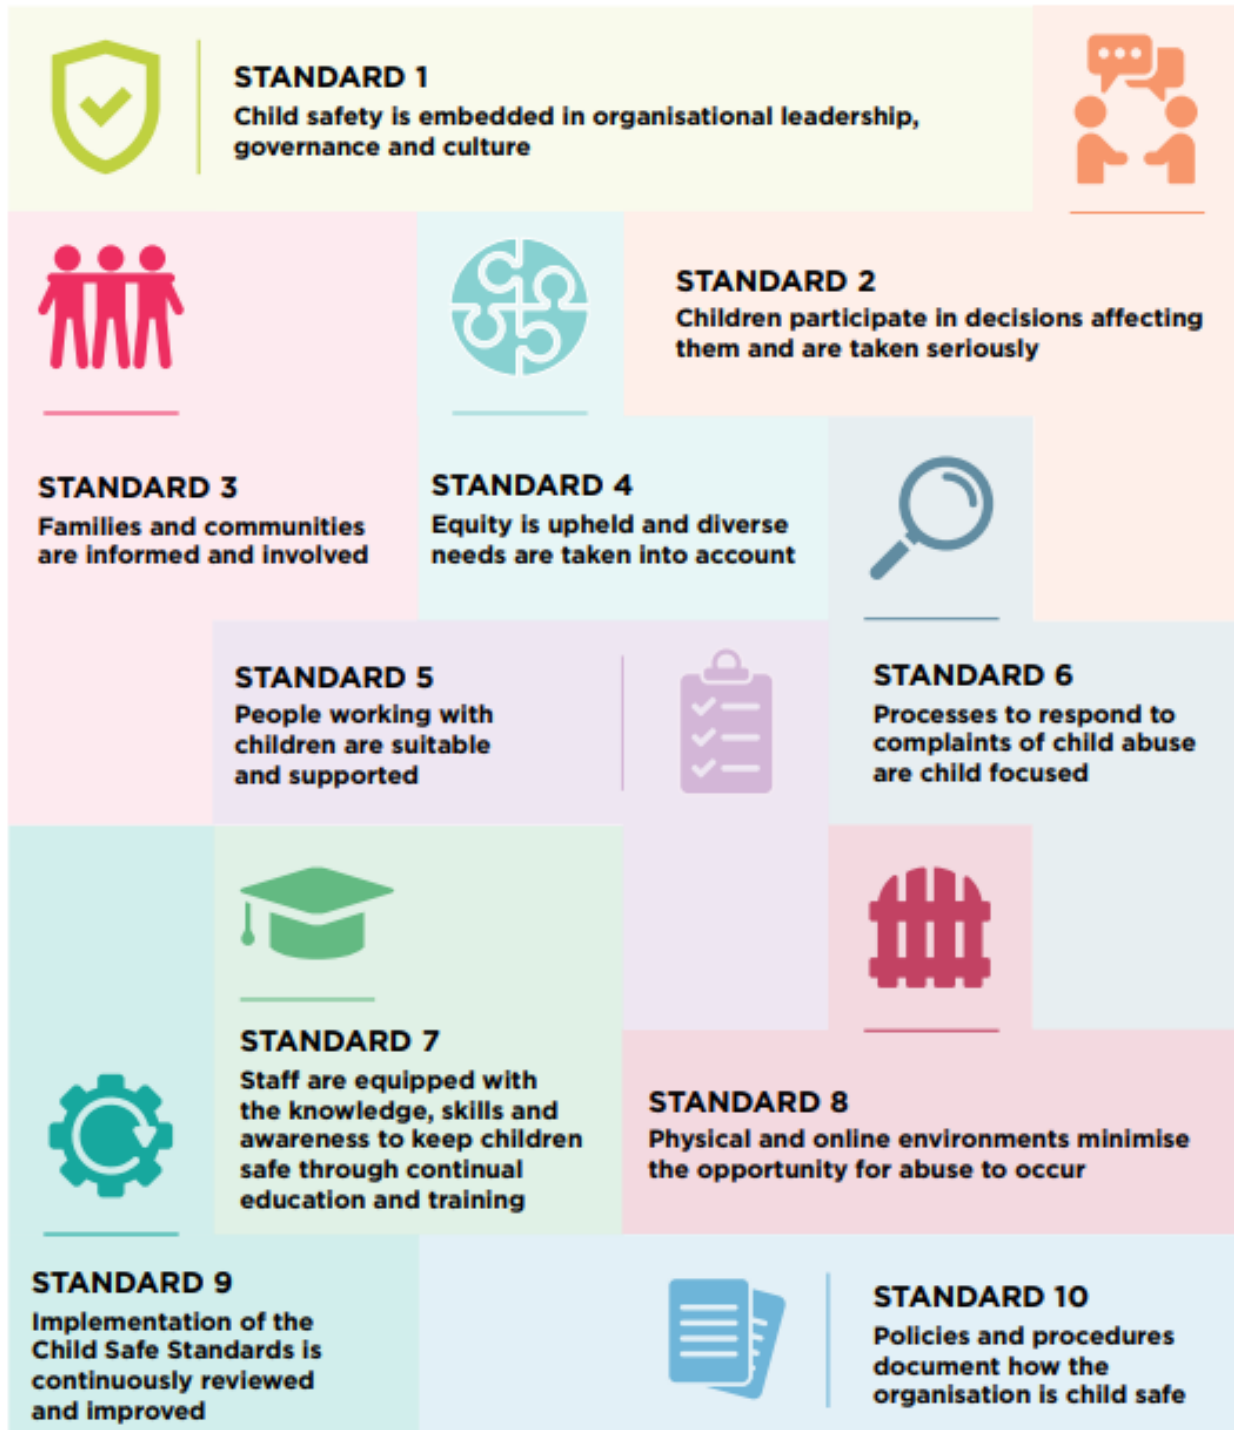 STANDARD 1
Child safety is embedded in organisational leadership,
governance and culture
STANDARD 2
Children participate in decisions affecting
them and are taken seriously
STANDARD 3
Families and communities
are informed and involved
STANDARD 4
Equity is upheld and diverse
needs are taken into account
STANDARD 5
People working with
children are suitable
and supported
STANDARD 6
Processes to respond to
complaints of child abuse
are child focused
STANDARD 7
Staff are equipped with
the knowledge, skills and
awareness to keep children
safe through continual
education and training
STANDARD 8
Physical and online environments minimise
the opportunity for abuse to occur
STANDARD 9
Implementation of the
Child Safe Standards is
continuously reviewed
and improved
STANDARD 10
Policies and procedures
document how the
organisation is child safe